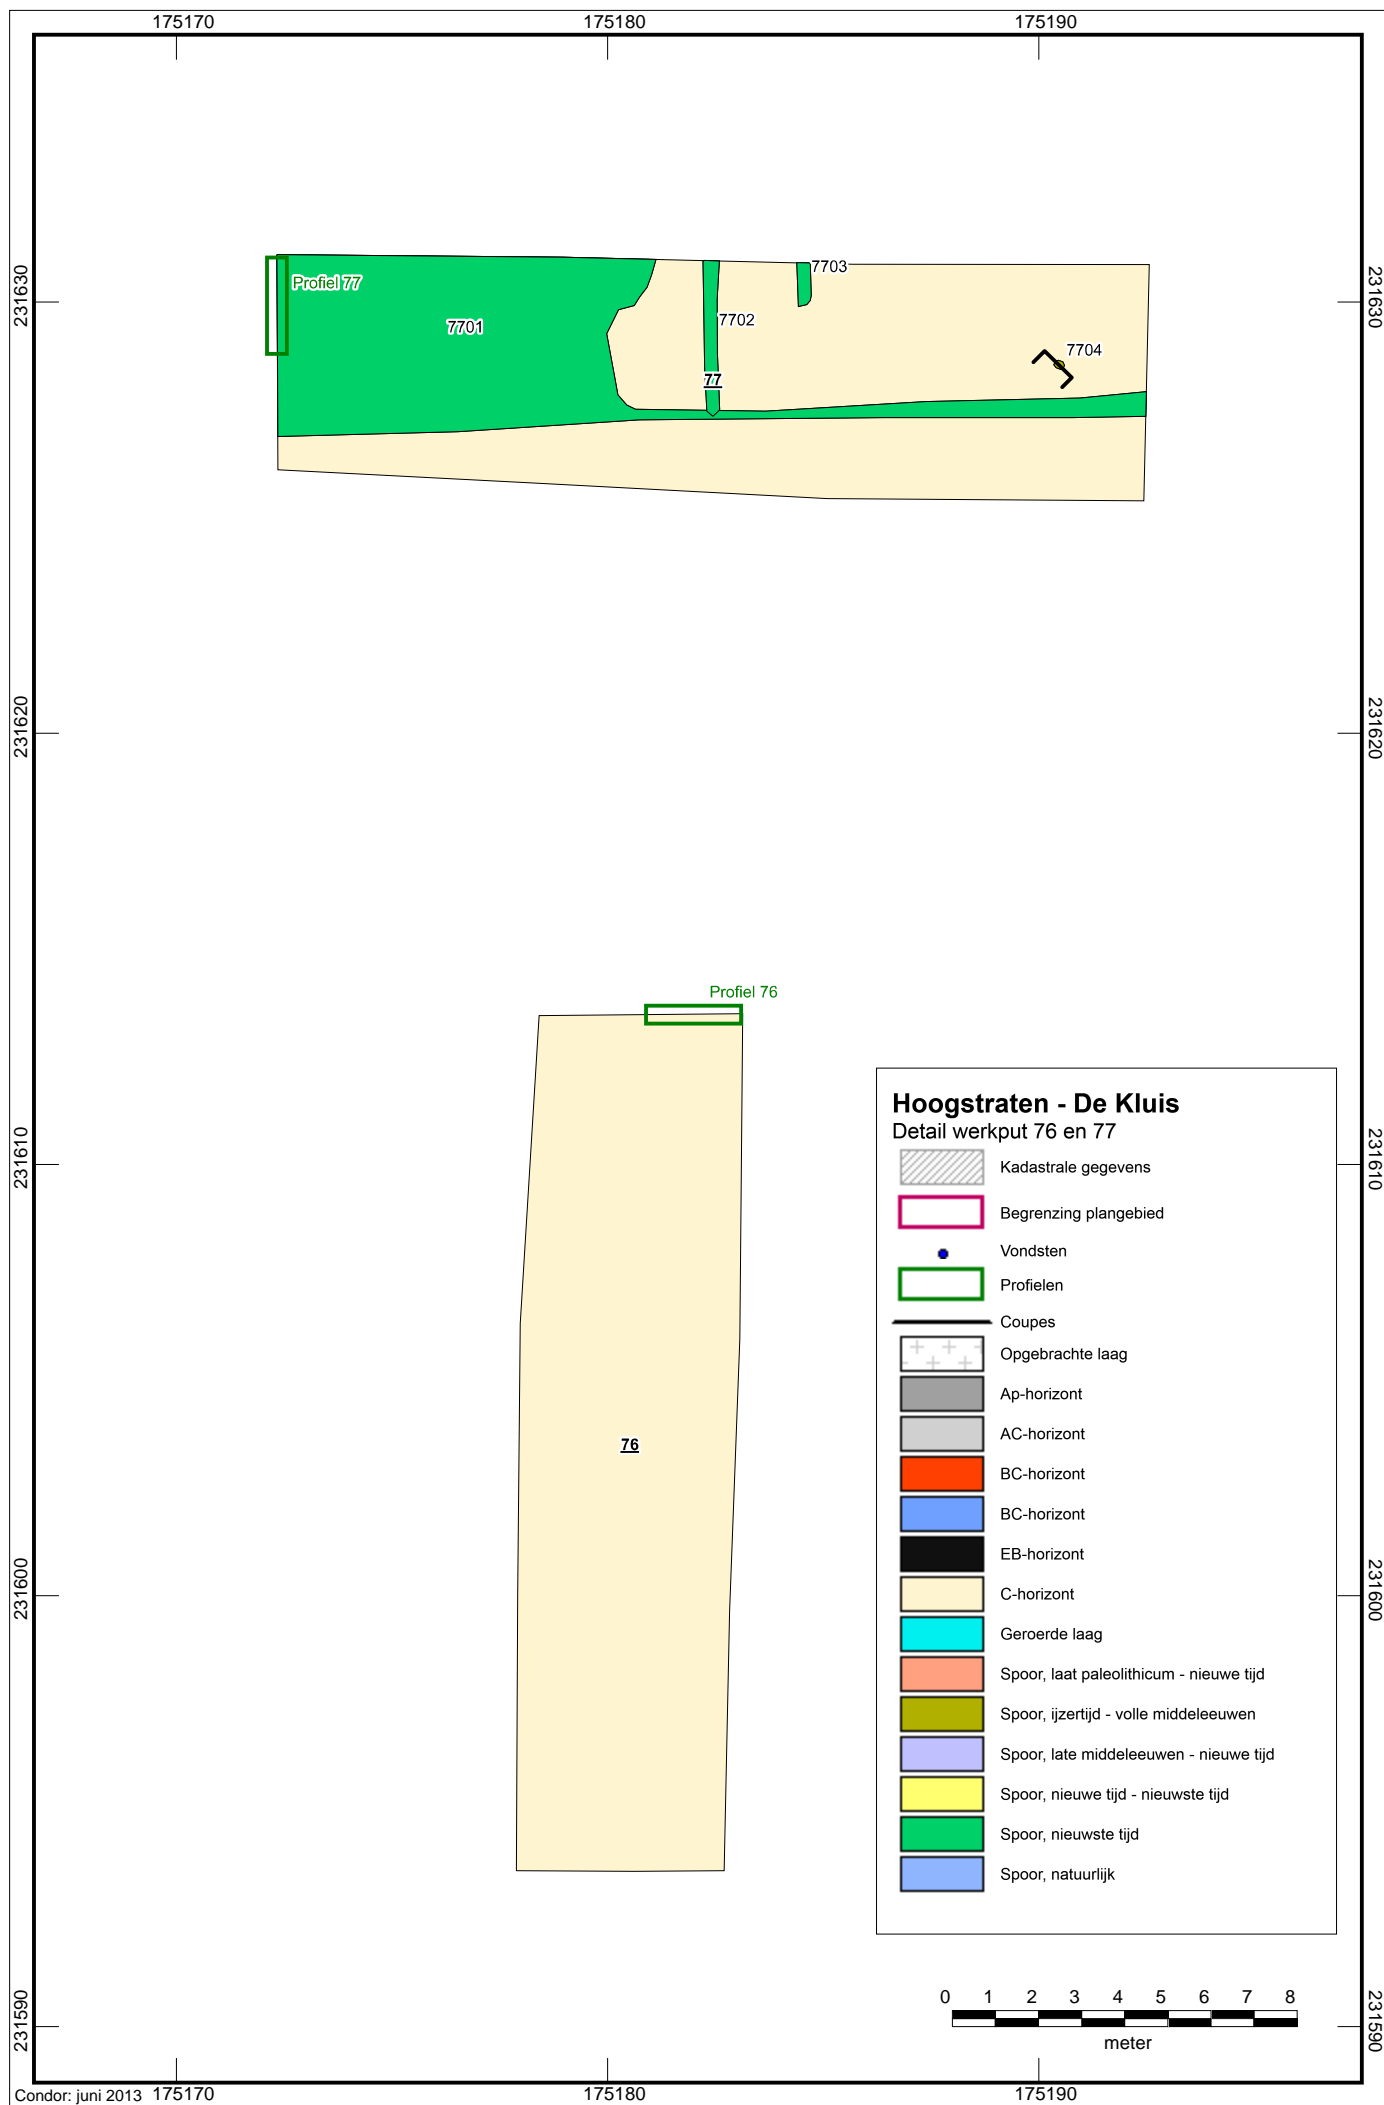 175170
175180
175190
231630
231630
Profiel 77
7701
7702
7703
77
7704
231620
231620
Profiel 76
76
231610
231610
Hoogstraten - De Kluis
Detail werkput 76 en 77
Kadastrale gegevens
Begrenzing plangebied
Vondsten
Profielen
Coupes
Opgebrachte laag
Ap-horizont
AC-horizont
BC-horizont
BC-horizont
EB-horizont
C-horizont
Geroerde laag
Spoor, laat paleolithicum - nieuwe tijd
Spoor, ijzertijd - volle middeleeuwen
Spoor, late middeleeuwen - nieuwe tijd
Spoor, nieuwe tijd - nieuwste tijd
Spoor, nieuwste tijd
Spoor, natuurlijk
231600
231600
0 1 2 3 4 5 6 7 8
meter
231590
231590
Condor: juni 2013
175170
175180
175190